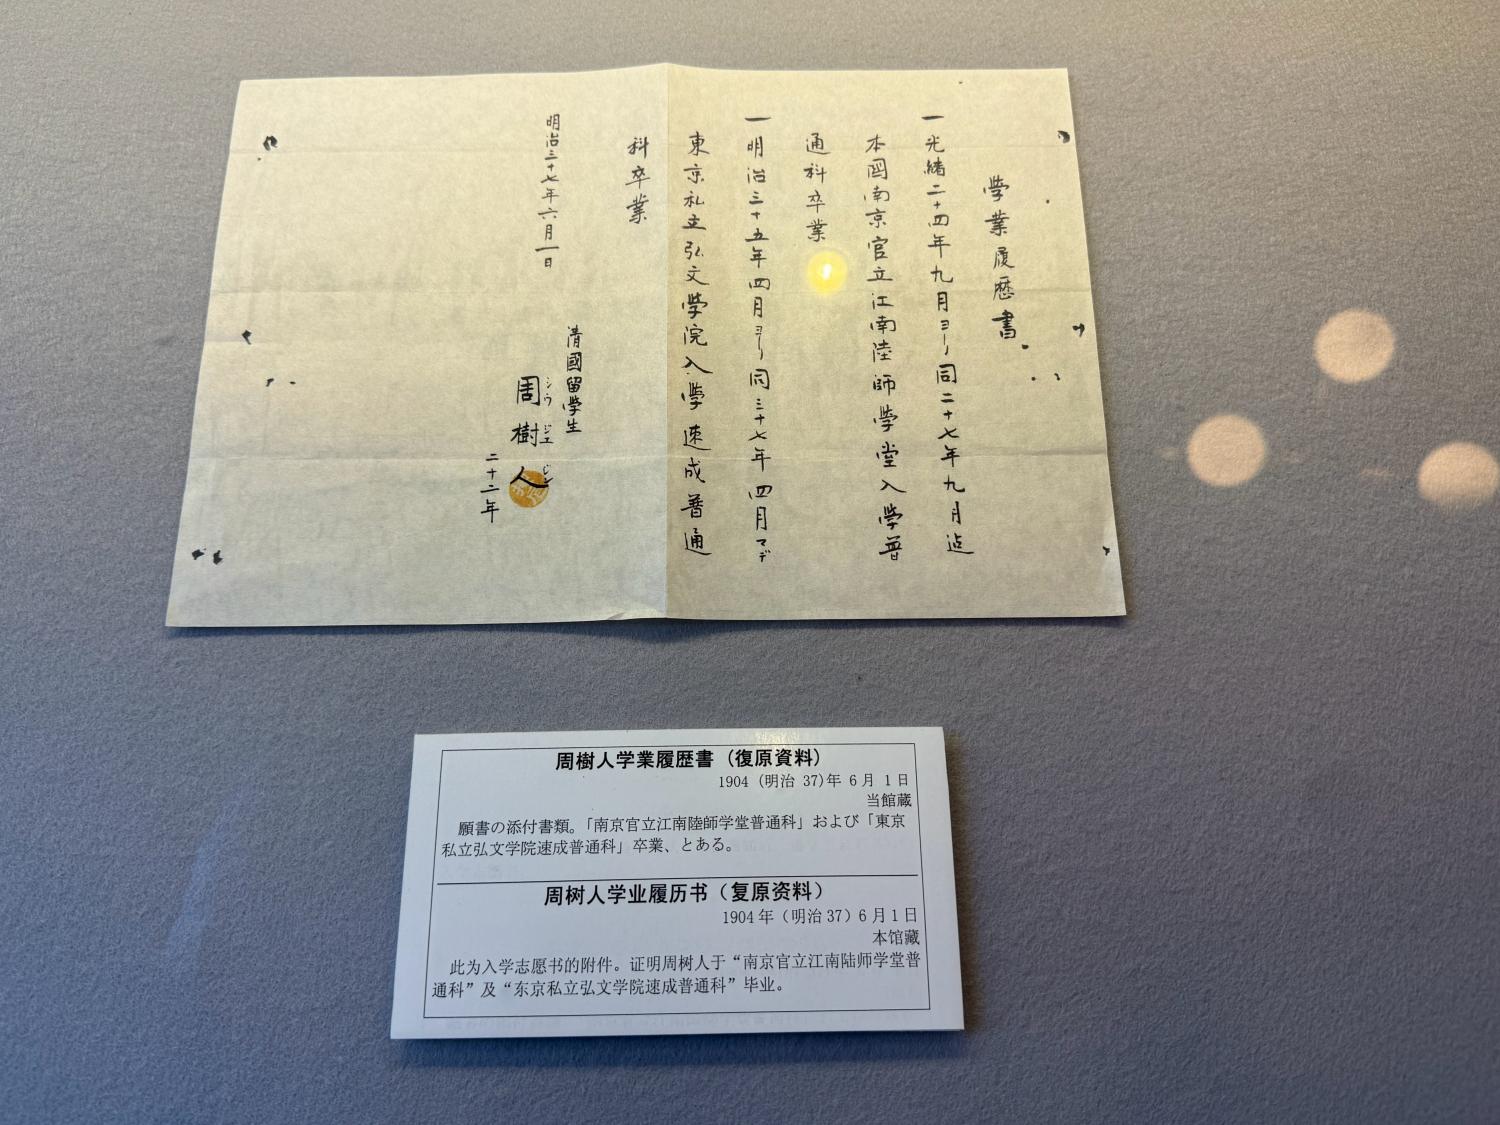 學業履歴書
一光緒二十四年九月ヨリ同二十七年九月迠
本國南京官立江南陸師學堂入學普
通科卒業
一明治三十五年四月ヨリ同三十七年四月マデ
東京私立弘文學院入學速成普通
科卒業
明治三十七年六月一日
清國留學生
周樹人
シウ ジユ ジン
二十二年
周樹人学業履歴書（復原資料）
1904（明治 37)年 6 月 1 日
当館蔵
願書の添付書類。「南京官立江南陸師学堂普通科」および「東京
私立弘文学院速成普通科」卒業、とある。
周树人学业履历书（复原资料）
1904 年（明治 37）6 月 1 日
本馆藏
此为入学志愿书的附件。证明周树人于“南京官立江南陆师学堂普
通科”及“东京私立弘文学院速成普通科”毕业。